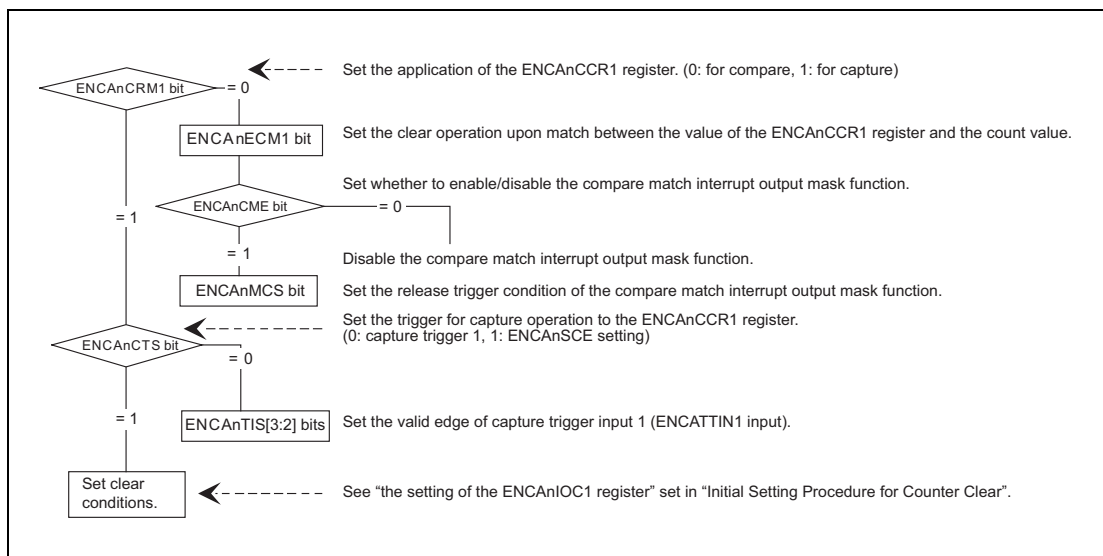 Set the application of the ENCAnCCR1 register. (0: for compare, 1: for capture)
ENCAnCRM1 bit
= 0
ENCAnECM1 bit
Set the clear operation upon match between the value of the ENCAnCCR1 register and the count value.
Set whether to enable/disable the compare match interrupt output mask function.
ENCAnCME bit
= 0
= 1
= 1
Disable the compare match interrupt output mask function.
ENCAnMCS bit
Set the release trigger condition of the compare match interrupt output mask function.
Set the trigger for capture operation to the ENCAnCCR1 register.
(0: capture trigger 1, 1: ENCAnSCE setting)
ENCAnCTS bit
= 0
= 1
ENCAnTIS[3:2] bits
Set the valid edge of capture trigger input 1 (ENCATTIN1 input).
Set clear
conditions.
See “the setting of the ENCAnIOC1 register” set in “Initial Setting Procedure for Counter Clear”.